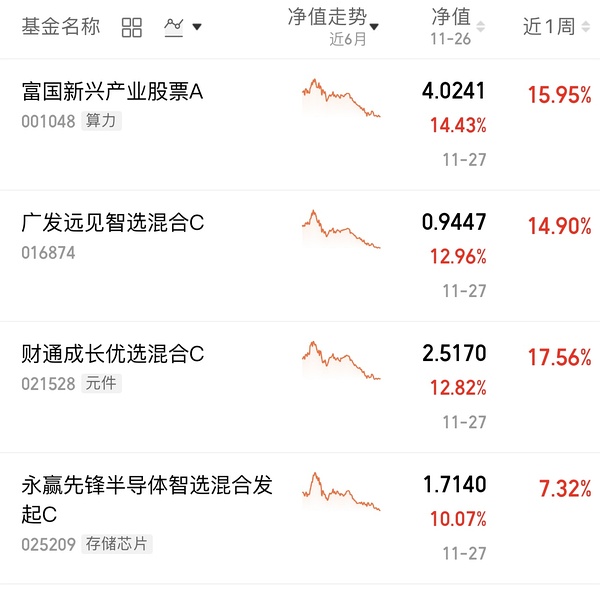 基金名称
净值走势
近6月
净值
11-26
近1周
富国新兴产业股票A
001048 算力
4.0241
14.43%
11-27
15.95%
广发远见智选混合C
016874
0.9447
12.96%
11-27
14.90%
财通成长优选混合C
021528 元件
2.5170
12.82%
11-27
17.56%
永赢先锋半导体智选混合发
起C
025209 存储芯片
1.7140
10.07%
11-27
7.32%